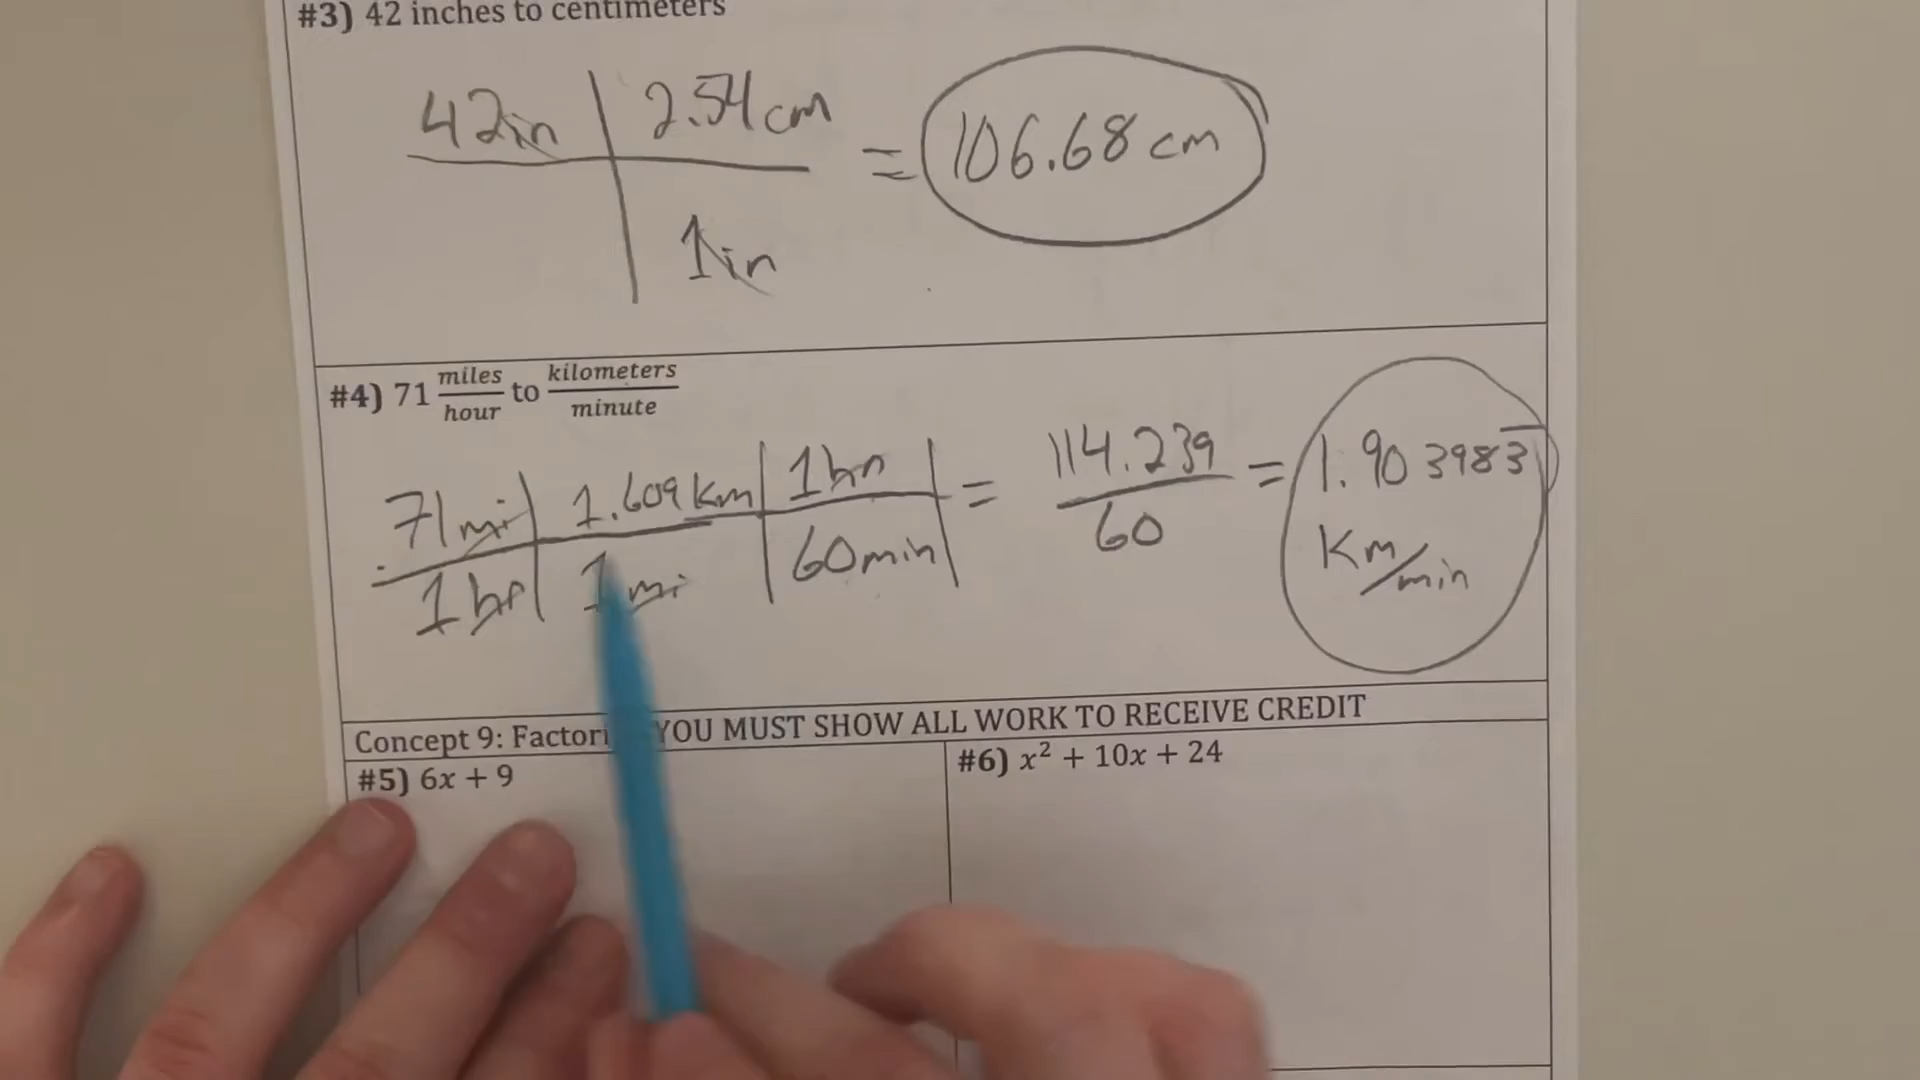 #3) 42 inches to centimeters
42in | 2.54cm
= 106.68 cm
1in
#4) 71 miles/hour to kilometers/minute
71mi | 1.609 Km | 1hr
= 114.239/60 = 1.903983̅
1hr | 1mi | 60min
Km/min
Concept 9: Factori YOU MUST SHOW ALL WORK TO RECEIVE CREDIT
#5) 6x + 9
#6) x² + 10x + 24